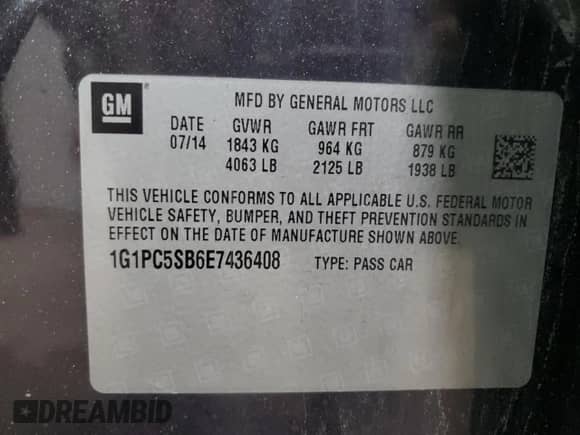 GM ®
MFD BY GENERAL MOTORS LLC
DATE GVWR GAWR FRT GAWR RR
07/14 1843 KG 964 KG 879 KG
4063 LB 2125 LB 1938 LB
THIS VEHICLE CONFORMS TO ALL APPLICABLE U.S. FEDERAL MOTOR
VEHICLE SAFETY, BUMPER, AND THEFT PREVENTION STANDARDS IN
EFFECT ON THE DATE OF MANUFACTURE SHOWN ABOVE.
1G1PC5SB6E7436408 TYPE: PASS CAR
DREAMBID